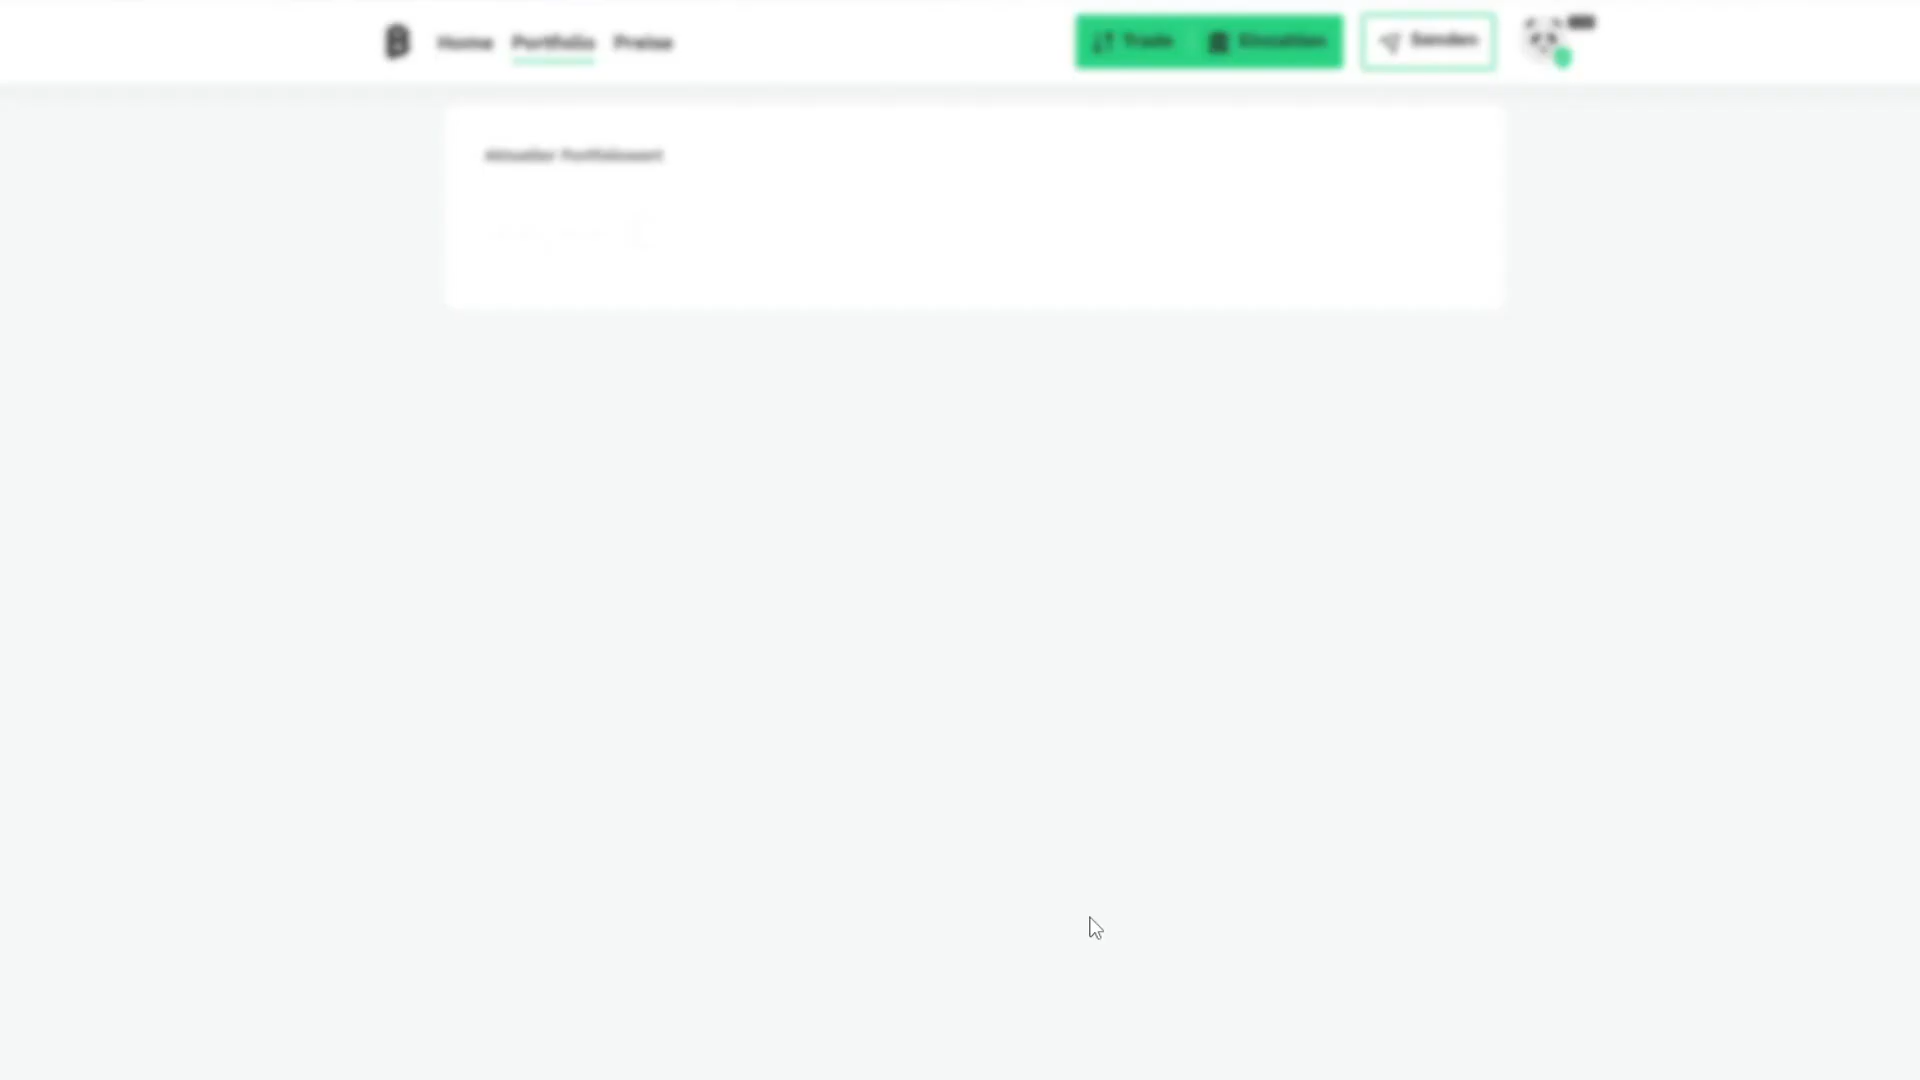 Home Portfolio Preise
Trade Einzahlen Senden
Aktueller Portfoliowert